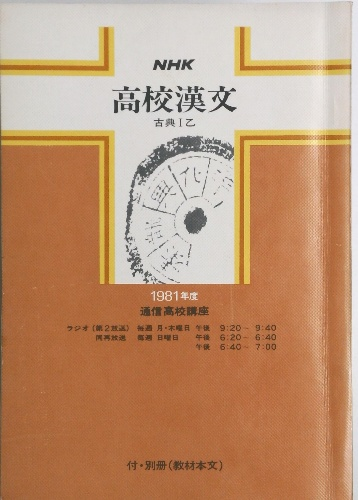 NHK
高校漢文
古典Ⅰ乙
1981年度
通信高校講座
ラジオ(第2放送) 毎週 月・木曜日 午後 9:20~9:40
同再放送 毎週 日曜日 午後 6:20~6:40
午後 6:40~7:00
付・別冊(教材本文)